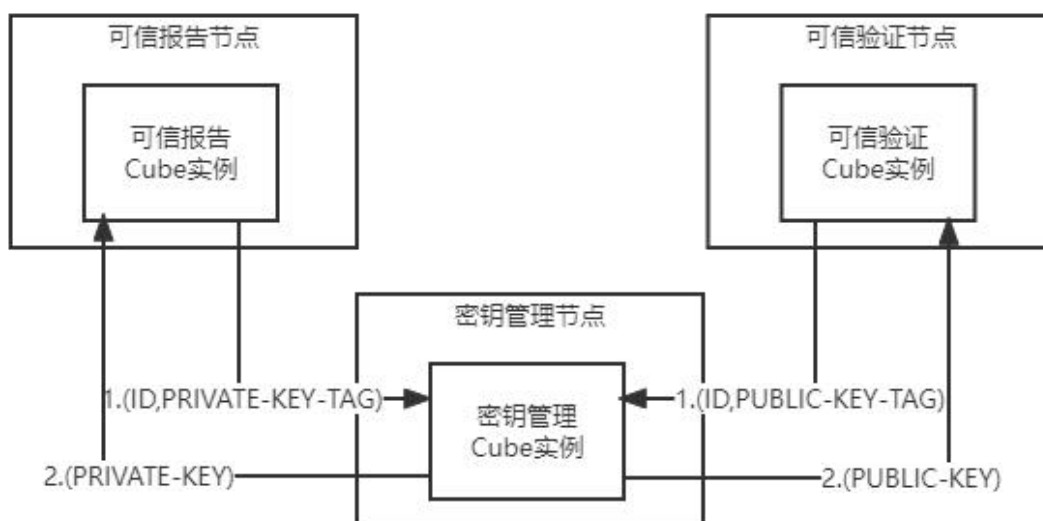 可信报告节点
可信报告
Cube实例
可信验证节点
可信验证
Cube实例
密钥管理节点
密钥管理
Cube实例
1.(ID,PRIVATE-KEY-TAG)
1.(ID,PUBLIC-KEY-TAG)
2.(PRIVATE-KEY)
2.(PUBLIC-KEY)